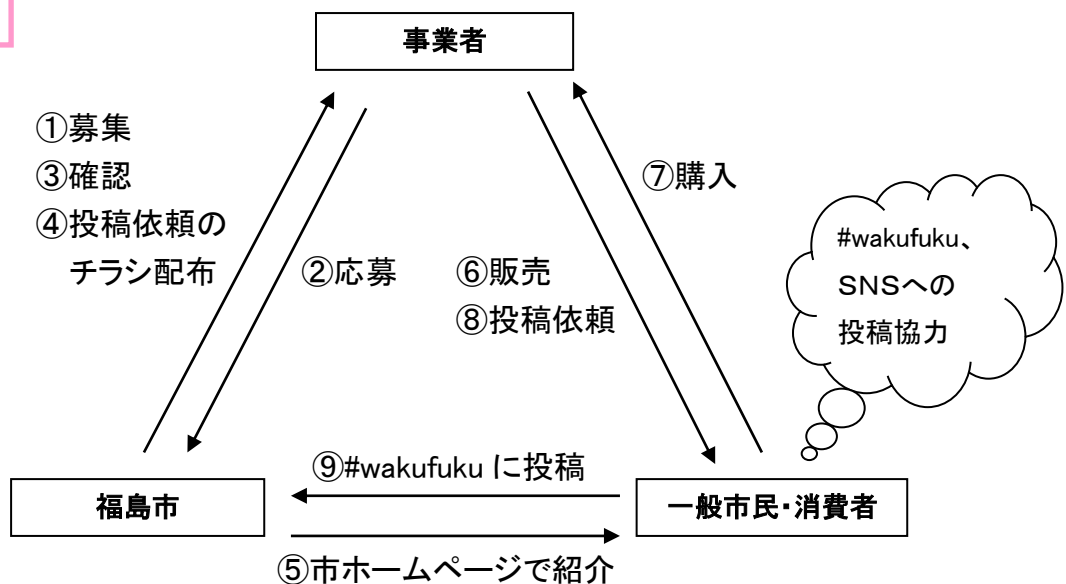 事業者
①募集
③確認
④投稿依頼の
チラシ配布
②応募
⑥販売
⑧投稿依頼
⑦購入
#wakufuku、
SNSへの
投稿協力
⑨#wakufuku に投稿
福島市
一般市民・消費者
⑤市ホームページで紹介